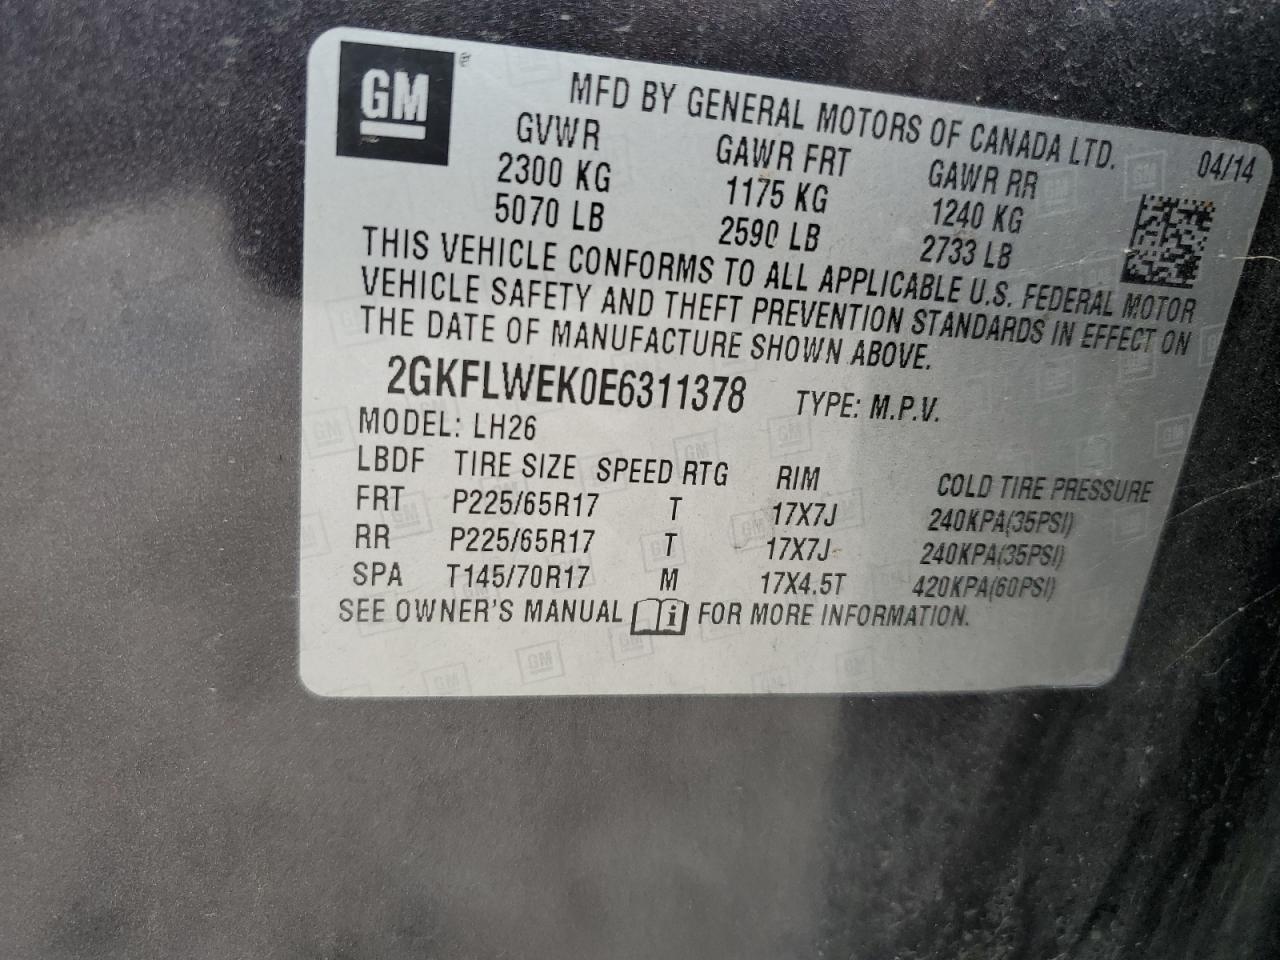 GM
MFD BY GENERAL MOTORS OF CANADA LTD.
04/14
GVWR GAWR FRT GAWR RR
2300 KG 1175 KG 1240 KG
5070 LB 2590 LB 2733 LB
THIS VEHICLE CONFORMS TO ALL APPLICABLE U.S. FEDERAL MOTOR
VEHICLE SAFETY AND THEFT PREVENTION STANDARDS IN EFFECT ON
THE DATE OF MANUFACTURE SHOWN ABOVE.
2GKFLWEK0E6311378 TYPE: M.P.V.
MODEL: LH26
LBDF TIRE SIZE SPEED RTG RIM COLD TIRE PRESSURE
FRT P225/65R17 T 17X7J 240KPA(35PSI)
RR P225/65R17 T 17X7J 240KPA(35PSI)
SPA T145/70R17 M 17X4.5T 420KPA(60PSI)
SEE OWNER'S MANUAL i FOR MORE INFORMATION.